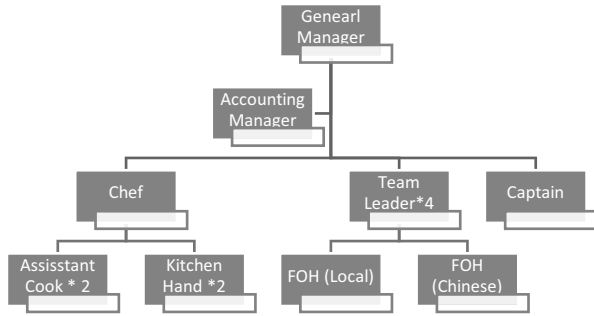 Genearl
Manager
Accounting
Manager
Chef
Team
Leader*4
Captain
Assisstant
Cook * 2
Kitchen
Hand *2
FOH (Local)
FOH
(Chinese)